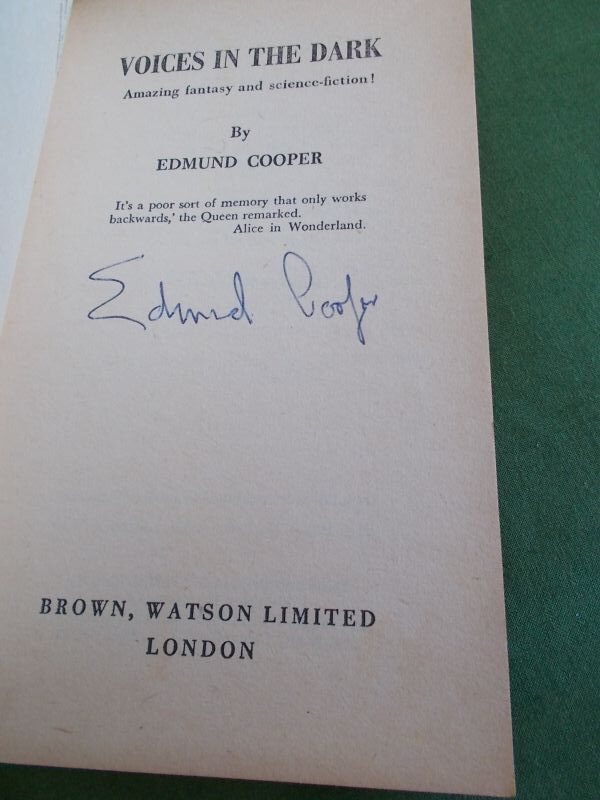 VOICES IN THE DARK
Amazing fantasy and science-fiction!
By
EDMUND COOPER
It's a poor sort of memory that only works
backwards,' the Queen remarked.
Alice in Wonderland.
Edmund Cooper
BROWN, WATSON LIMITED
LONDON